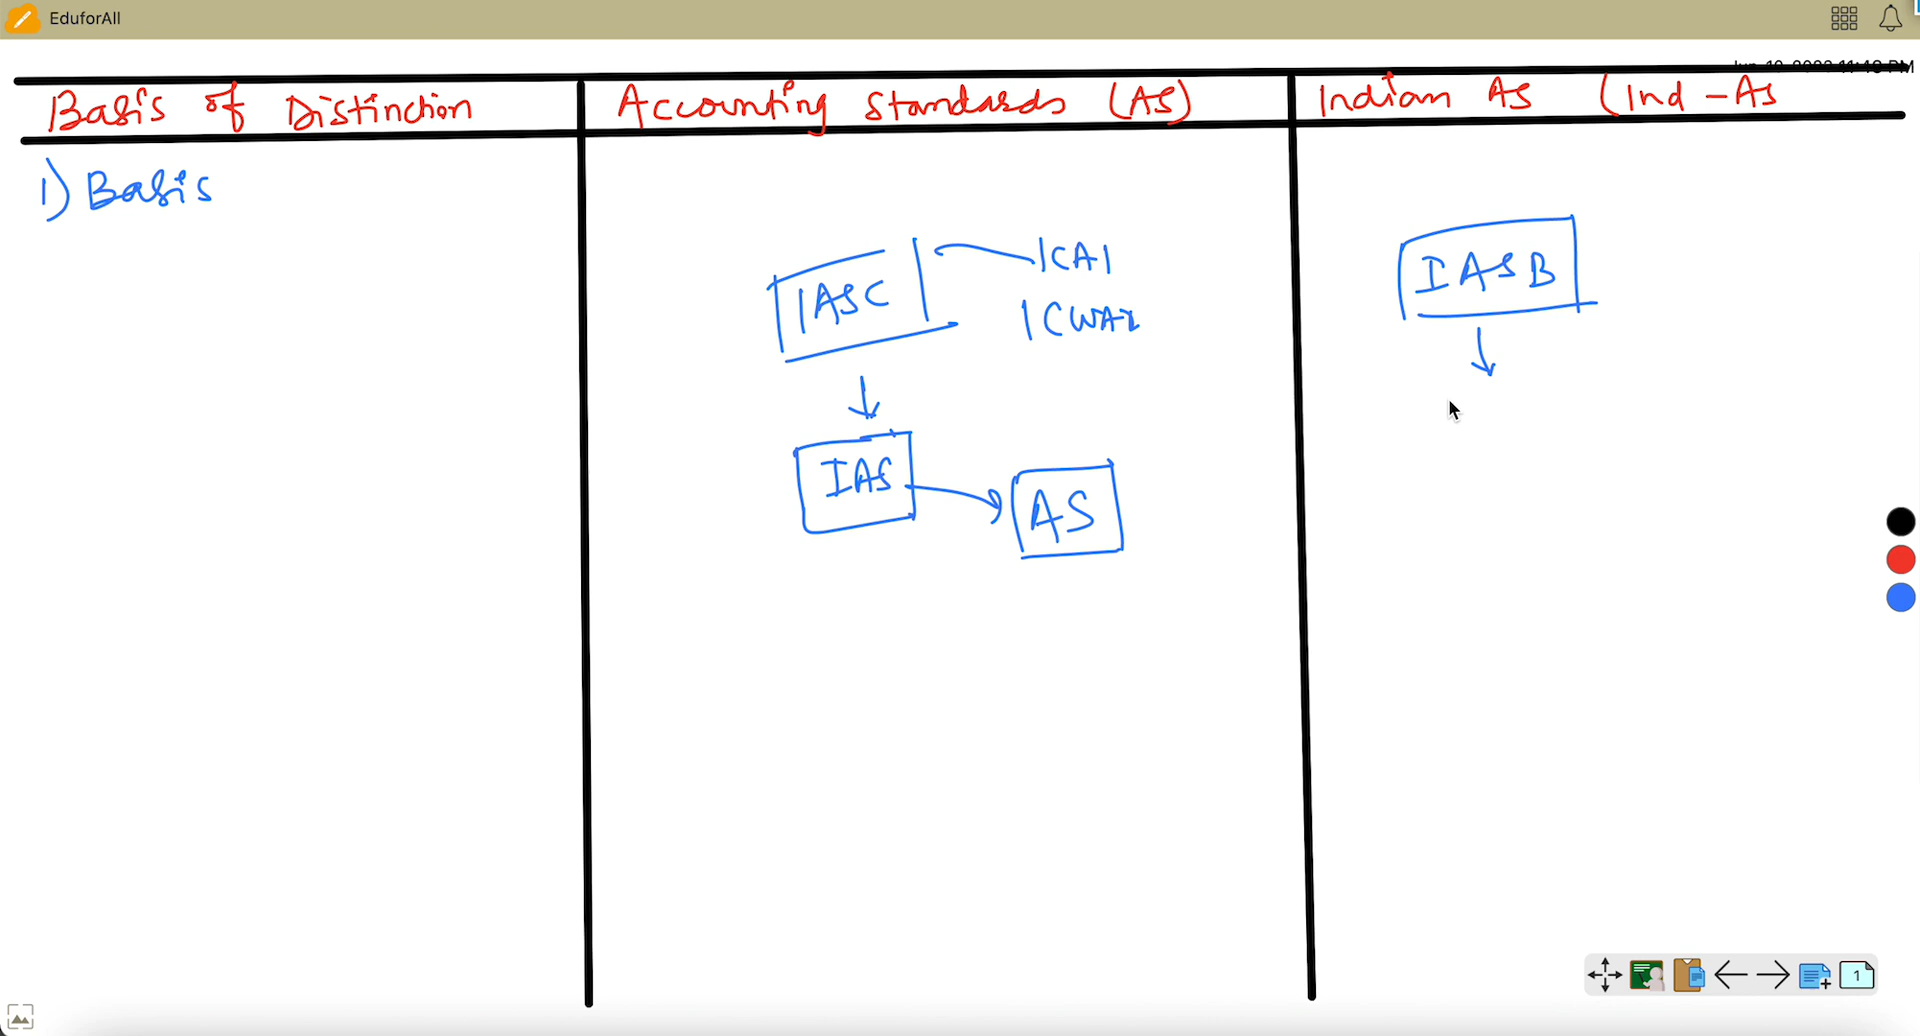 EduforAll
Basis of Distinction
Accounting Standards (AS)
Indian AS (Ind-As
1) Basis
IASC
ICAI
ICWAI
IAS
AS
IASB
1